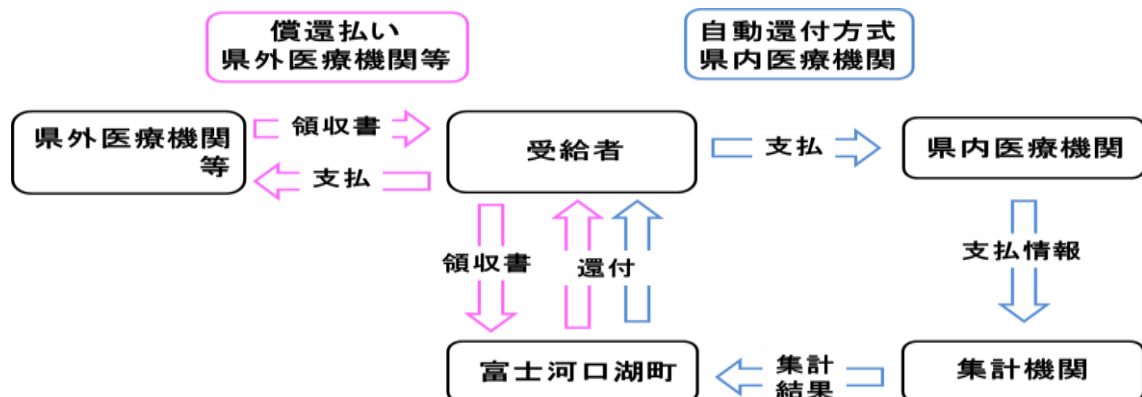 償還払い
県外医療機関等
自動還付方式
県内医療機関
県外医療機関
等
領収書
支払
受給者
支払
県内医療機関
領収書
還付
支払情報
富士河口湖町
集計
結果
集計機関